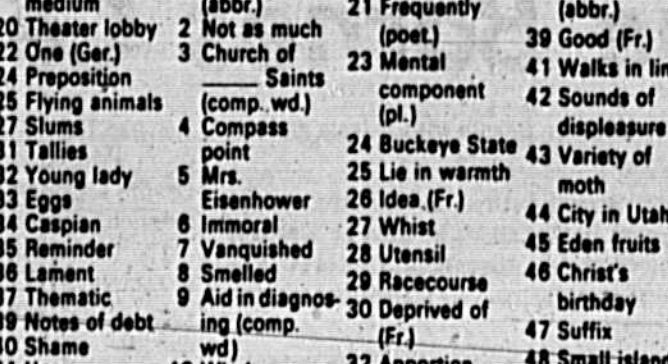 medium
20 Theater lobby
22 One (Ger.)
24 Preposition
25 Flying animals
27 Slums
31 Tallies
32 Young lady
33 Eggs
34 Caspian
35 Reminder
36 Lament
37 Thematic
39 Notes of debt
40 Shame
(abbr.)
2 Not as much
3 Church of
____ Saints
(comp. wd.)
4 Compass
point
5 Mrs.
Eisenhower
6 Immoral
7 Vanquished
8 Smelled
9 Aid in diagnos-
ing (comp.
wd)
21 Frequently
(poet.)
23 Mental
component
(pl.)
24 Buckeye State
25 Lie in warmth
26 Idea (Fr.)
27 Whist
28 Utensil
29 Racecourse
30 Deprived of
(Fr.)
(abbr.)
39 Good (Fr.)
41 Walks in lin
42 Sounds of
displeasure
43 Variety of
moth
44 City in Utah
45 Eden fruits
46 Christ's
birthday
47 Suffix
48 Small island